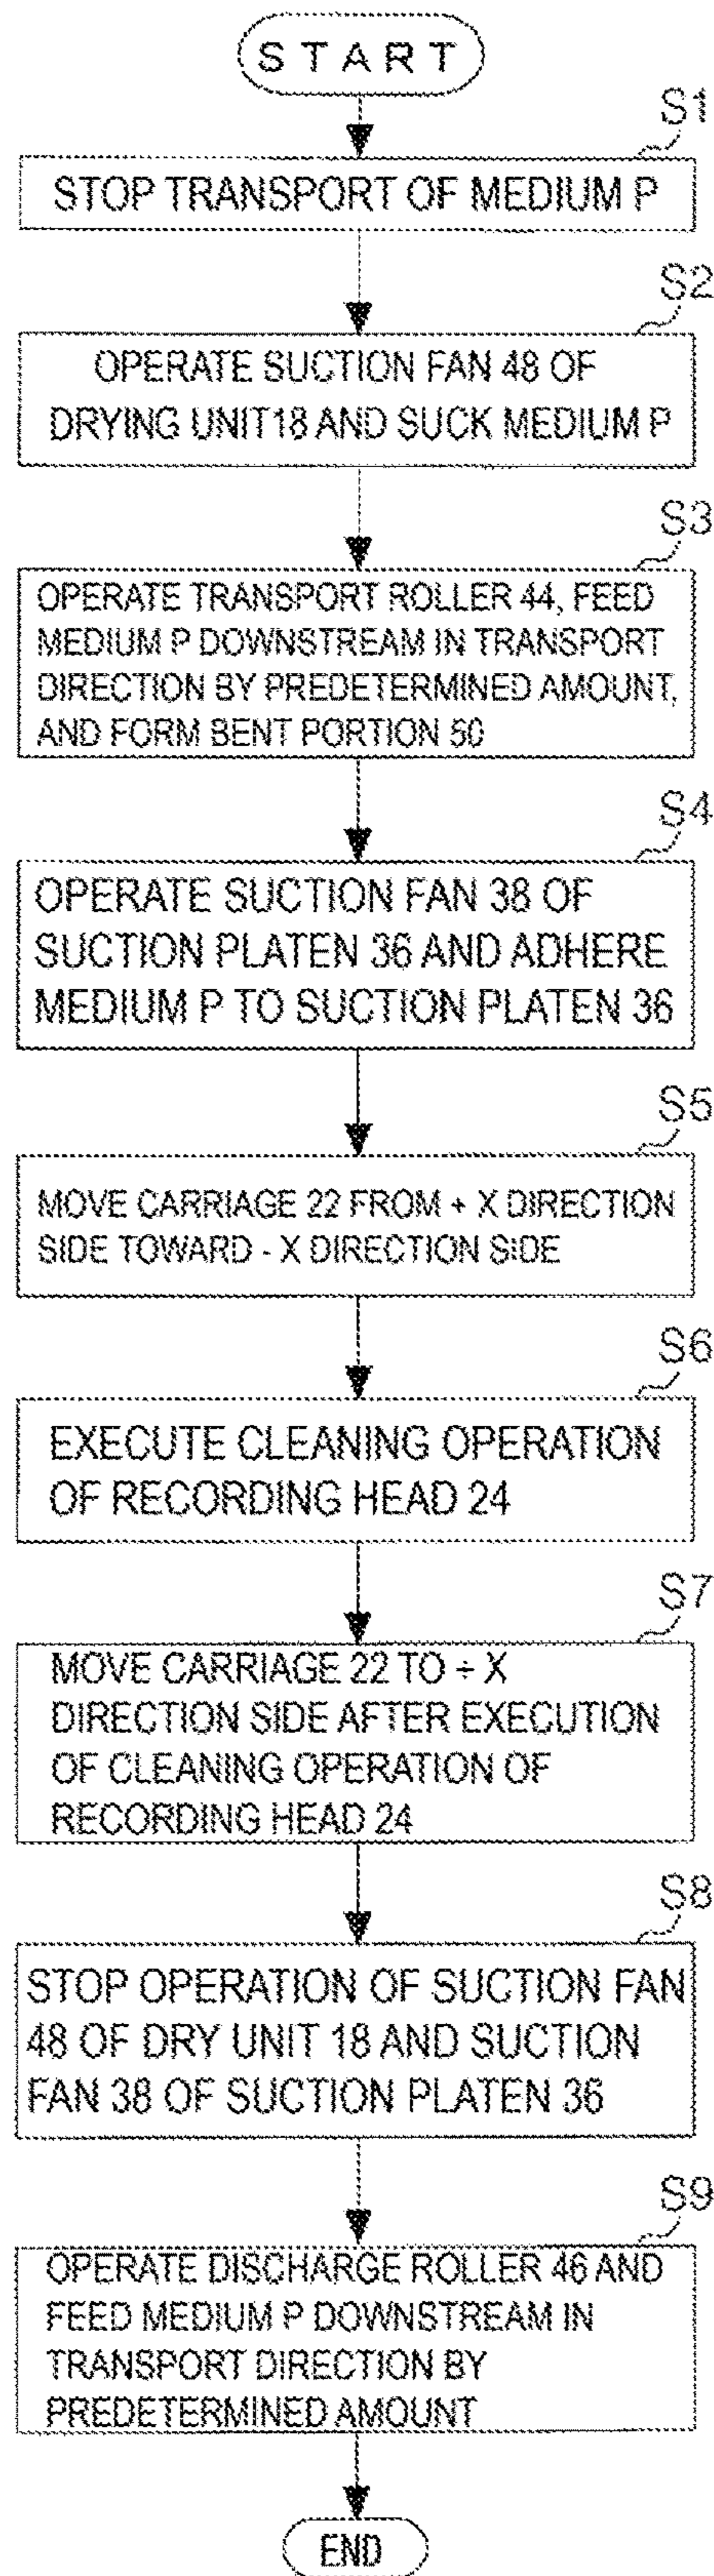 START
S1
STOP TRANSPORT OF MEDIUM P
S2
OPERATE SUCTION FAN 48 OF
DRYING UNIT18 AND SUCK MEDIUM P
S3
OPERATE TRANSPORT ROLLER 44, FEED
MEDIUM P DOWNSTREAM IN TRANSPORT
DIRECTION BY PREDETERMINED AMOUNT,
AND FORM BENT PORTION 50
S4
OPERATE SUCTION FAN 38 OF
SUCTION PLATEN 36 AND ADHERE
MEDIUM P TO SUCTION PLATEN 36
S5
MOVE CARRIAGE 22 FROM + X DIRECTION
SIDE TOWARD - X DIRECTION SIDE
S6
EXECUTE CLEANING OPERATION
OF RECORDING HEAD 24
S7
MOVE CARRIAGE 22 TO + X
DIRECTION SIDE AFTER EXECUTION
OF CLEANING OPERATION OF
RECORDING HEAD 24
S8
STOP OPERATION OF SUCTION FAN
48 OF DRY UNIT 18 AND SUCTION
FAN 38 OF SUCTION PLATEN 36
S9
OPERATE DISCHARGE ROLLER 46 AND
FEED MEDIUM P DOWNSTREAM IN
TRANSPORT DIRECTION BY
PREDETERMINED AMOUNT
END